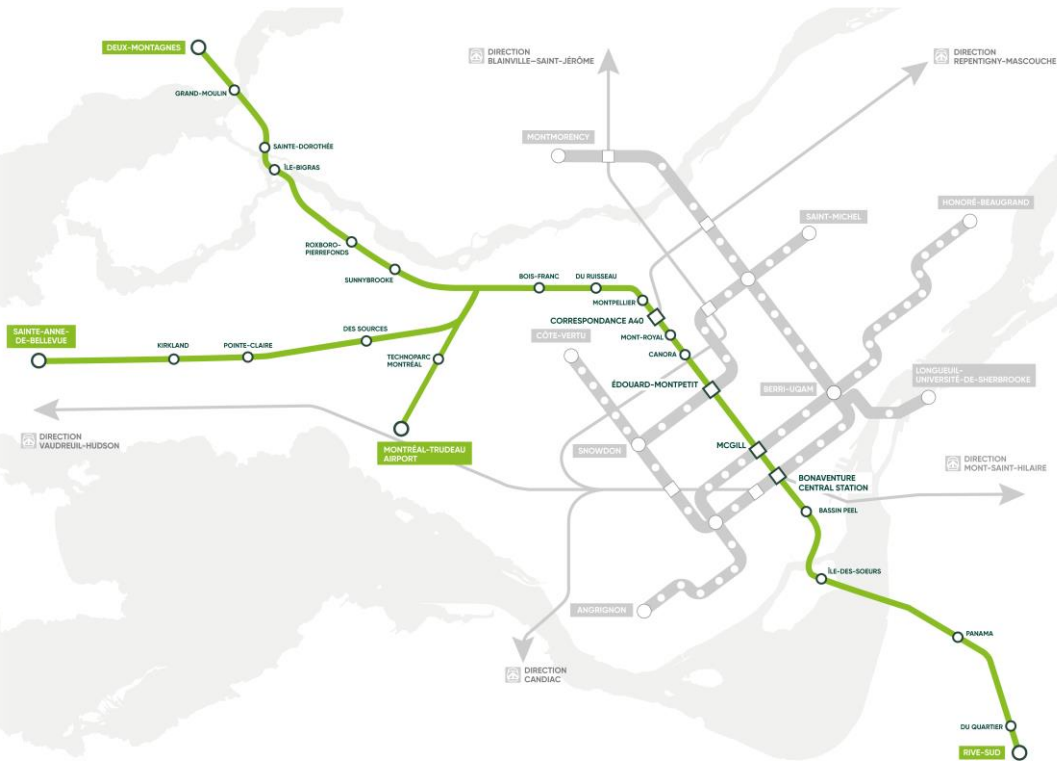 DEUX-MONTAGNES
GRAND-MOULIN
SAINTE-DOROTHÉE
ÎLE-BIGRAS
ROXBORO-
PIERREFONDS
SUNNYBROOKE
DIRECTION
BLAINVILLE–SAINT-JÉRÔME
DIRECTION
REPENTIGNY-MASCOUCHE
MONTMORENCY
SAINT-MICHEL
HONORÉ-BEAUGRAND
BOIS-FRANC
DU RUISSEAU
MONTPELLIER
CORRESPONDANCE A40
MONT-ROYAL
CANORA
CÔTE-VERTU
SAINTE-ANNE-
DE-BELLEVUE
KIRKLAND
POINTE-CLAIRE
DES SOURCES
TECHNOPARC
MONTRÉAL
ÉDOUARD-MONTPETIT
BERRI-UQAM
LONGUEUIL-
UNIVERSITÉ-DE-SHERBROOKE
DIRECTION
VAUDREUIL-HUDSON
MONTRÉAL-TRUDEAU
AIRPORT
SNOWDON
MCGILL
BONAVENTURE
CENTRAL STATION
DIRECTION
MONT-SAINT-HILAIRE
BASSIN PEEL
ÎLE-DES-SOEURS
ANGRIGNON
PANAMA
DIRECTION
CANDIAC
DU QUARTIER
RIVE-SUD